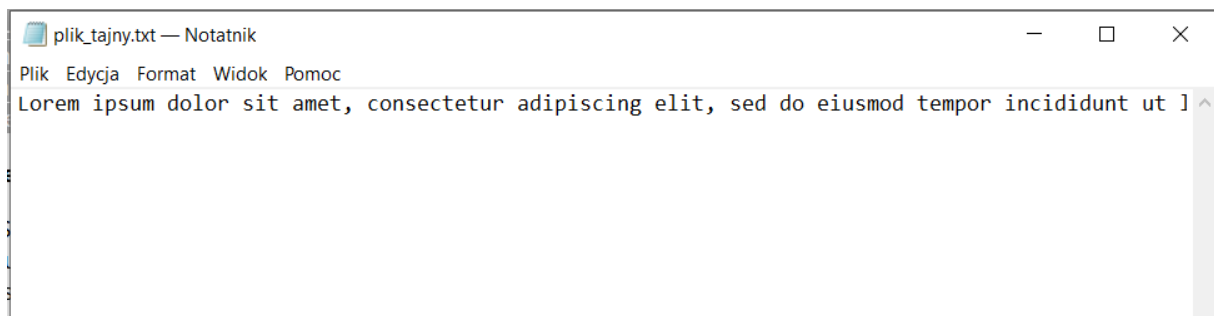 plik_tajny.txt — Notatnik
Plik Edycja Format Widok Pomoc
Lorem ipsum dolor sit amet, consectetur adipiscing elit, sed do eiusmod tempor incididunt ut l